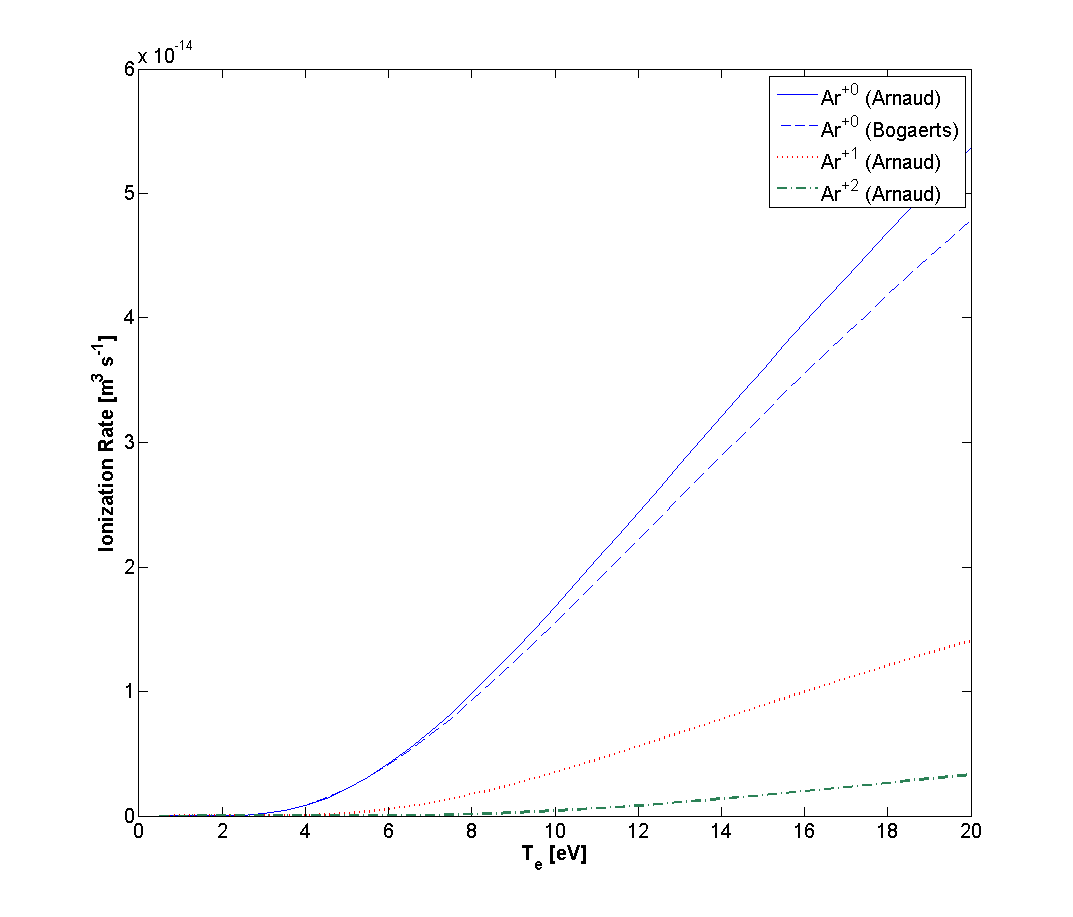 x 10^-14
6
5
4
3
2
1
0
Ionization Rate [m^3 s^-1]
Ar^+0 (Arnaud)
Ar^+0 (Bogaerts)
Ar^+1 (Arnaud)
Ar^+2 (Arnaud)
0 2 4 6 8 10 12 14 16 18 20
T_e [eV]